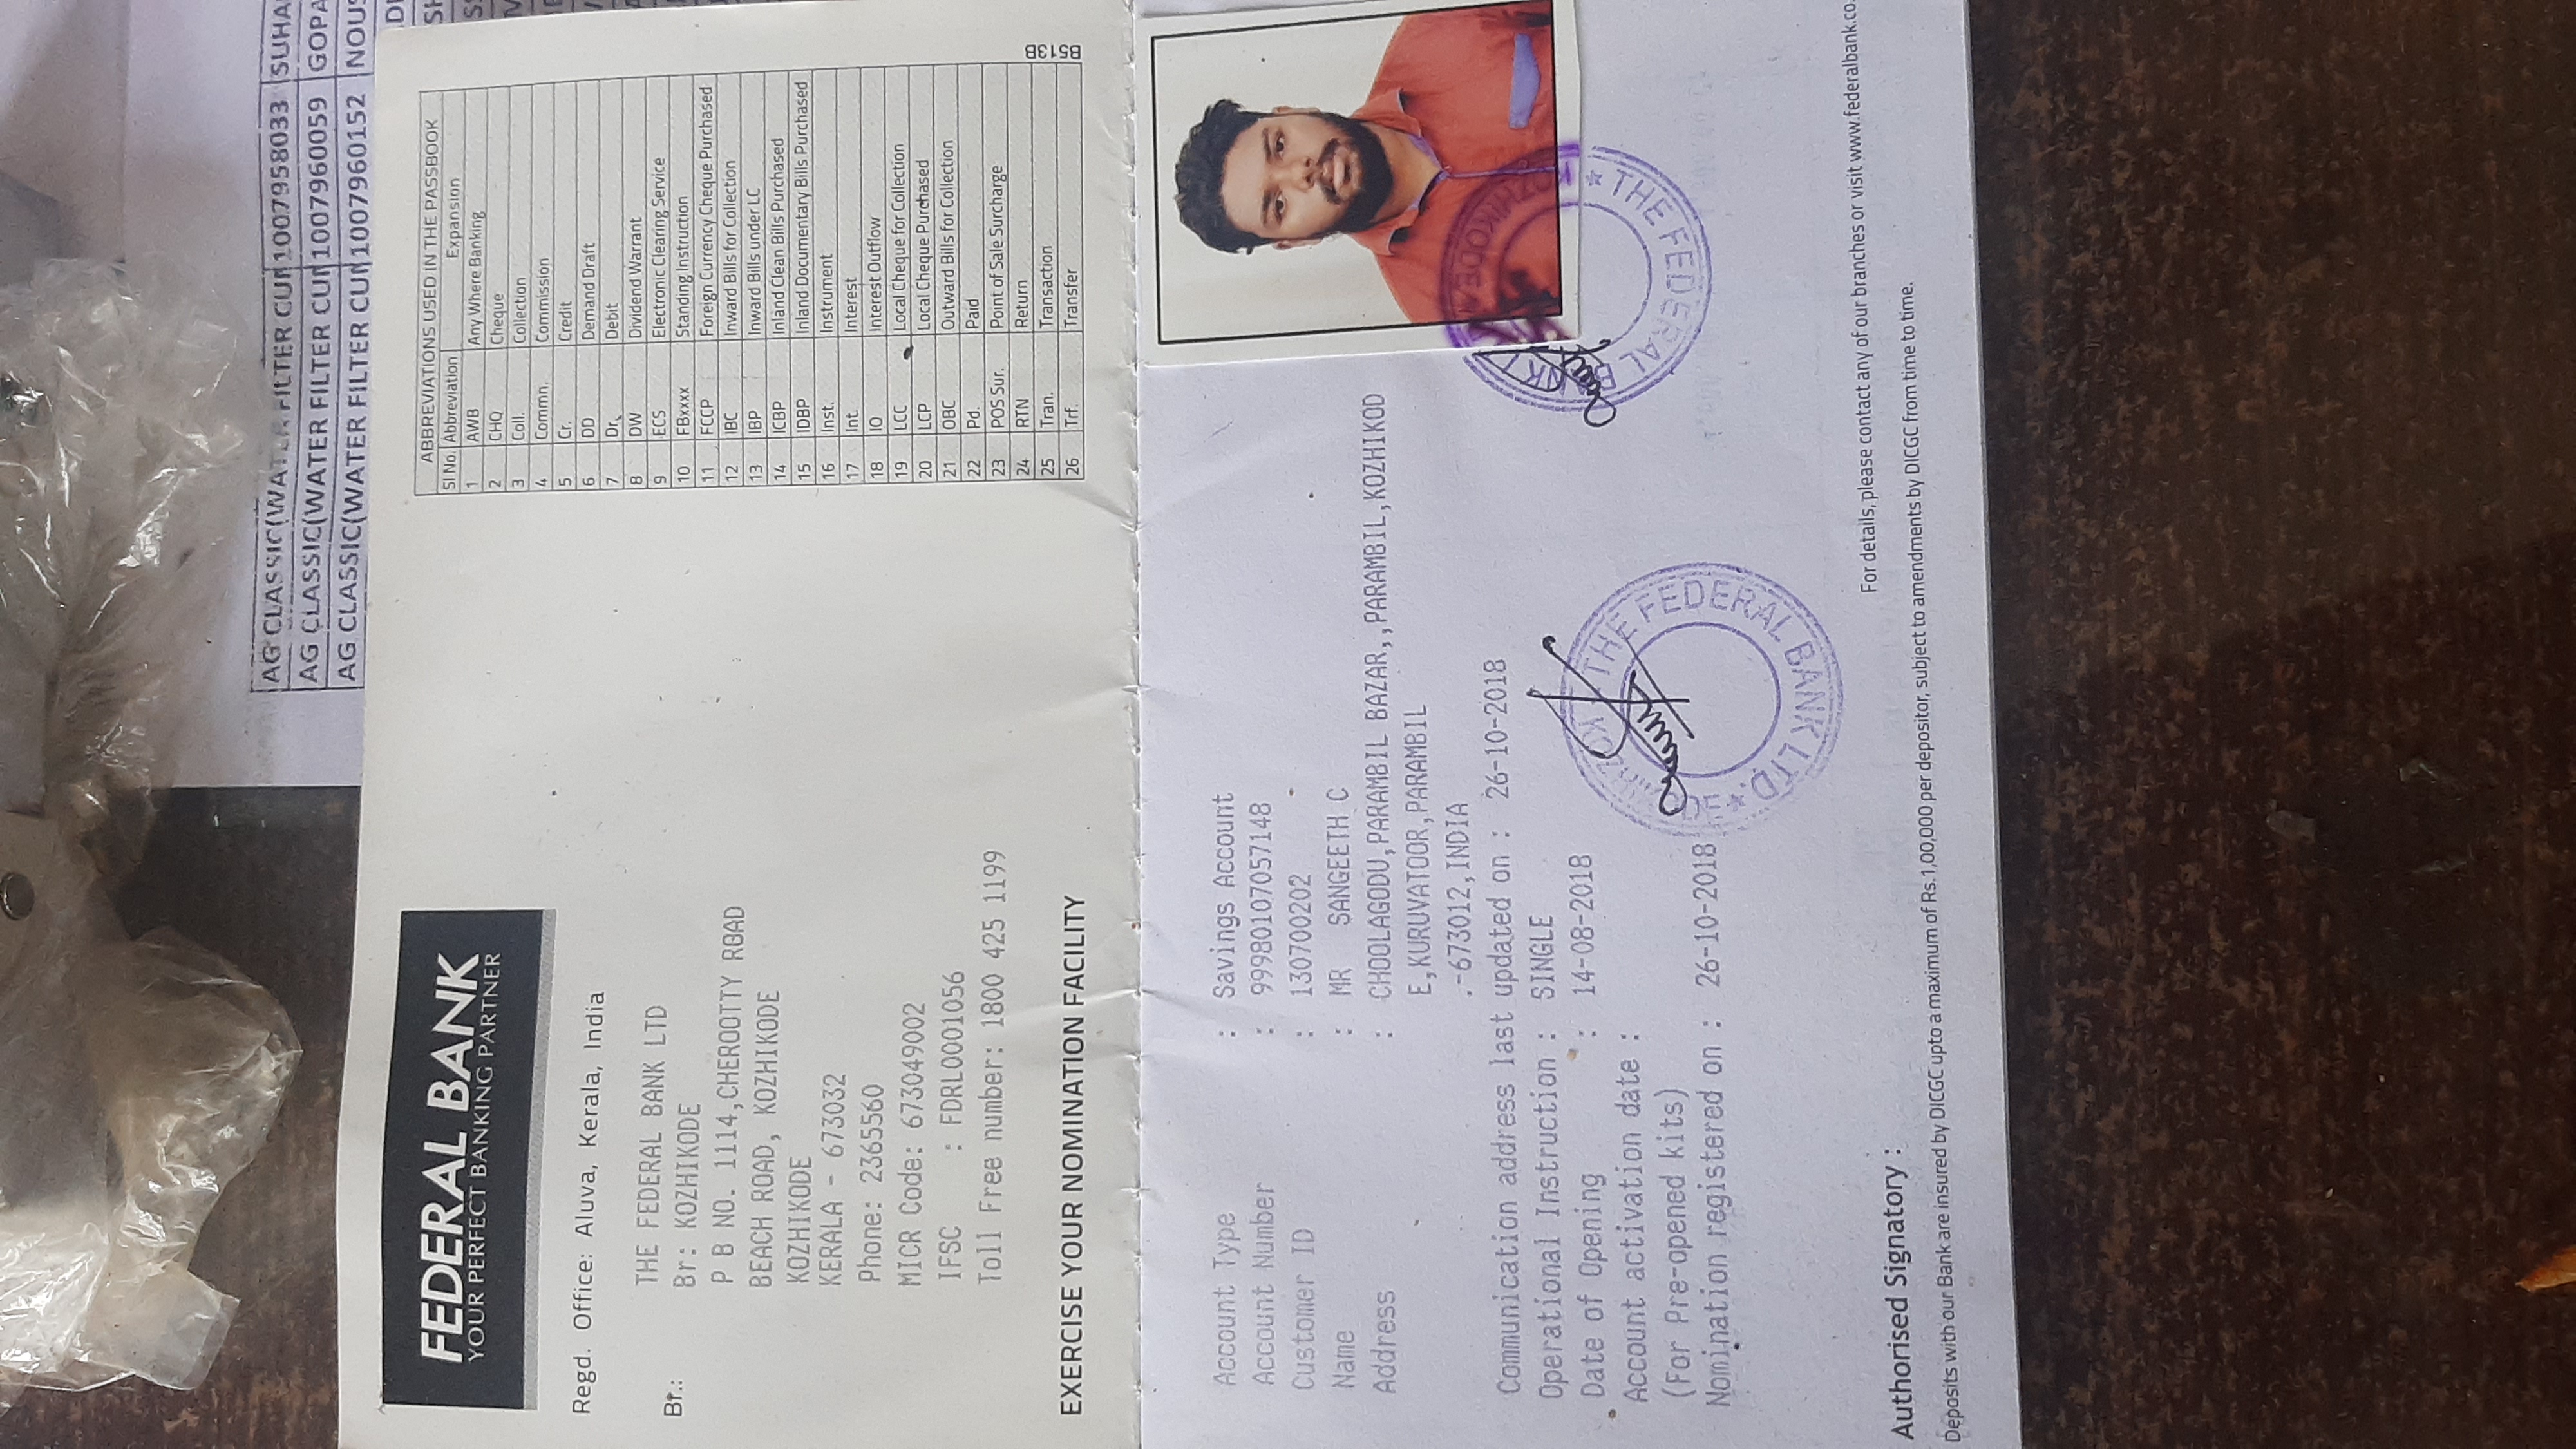 AG CLASSIC(WATER FILTER CUM 1007958033 SUHA
AG CLASSIC(WATER FILTER CUM 1007960059 GOPA
AG CLASSIC(WATER FILTER CUM 1007960152 NOUS
FEDERAL BANK
YOUR PERFECT BANKING PARTNER
Regd. Office: Aluva, Kerala, India
THE FEDERAL BANK LTD
Br.: Br: KOZHIKODE
P B NO. 1114,CHEROOTTY ROAD
BEACH ROAD, KOZHIKODE
KOZHIKODE
KERALA - 673032
Phone: 2365560
MICR Code: 673049002
IFSC : FDRL0001056
Toll Free number: 1800 425 1199
EXERCISE YOUR NOMINATION FACILITY
ABBREVIATIONS USED IN THE PASSBOOK
Sl No. Abbreviation Expansion
1 AWB Any Where Banking
2 CHQ Cheque
3 Coll. Collection
4 Commn. Commission
5 Cr. Credit
6 DD Demand Draft
7 Dr. Debit
8 DW Dividend Warrant
9 ECS Electronic Clearing Service
10 FBxxxx Standing Instruction
11 FCCP Foreign Currency Cheque Purchased
12 IBC Inward Bills for Collection
13 IBP Inward Bills under LC
14 ICBP Inland Clean Bills Purchased
15 IDBP Inland Documentary Bills Purchased
16 Inst. Instrument
17 Int Interest
18 IO Interest Outflow
19 LCC Local Cheque for Collection
20 LCP Local Cheque Purchased
21 OBC Outward Bills for Collection
22 Pd. Paid
23 POS Sur. Point of Sale Surcharge
24 RTN Return
25 Tran. Transaction
26 Trf. Transfer
B513B
Account Type : Savings Account
Account Number : 99980107057148
Customer ID : 130700202
Name : MR SANGEETH C
Address : CHOOLAGODU,PARAMBIL BAZAR,,PARAMBIL,KOZHIKOD
E,KURUVATOOR,PARAMBIL
.-673012,INDIA
Communication address last updated on : 26-10-2018
Operational Instruction : SINGLE
Date of Opening : 14-08-2018
Account activation date :
(For Pre-opened kits)
Nomination registered on : 26-10-2018
THE FEDERAL BANK LTD.
THE FEDERAL BANK
KOZHIKODE
Authorised Signatory :
For details, please contact any of our branches or visit www.federalbank.co.
Deposits with our Bank are insured by DICGC upto a maximum of Rs.1,00,000 per depositor, subject to amendments by DICGC from time to time.